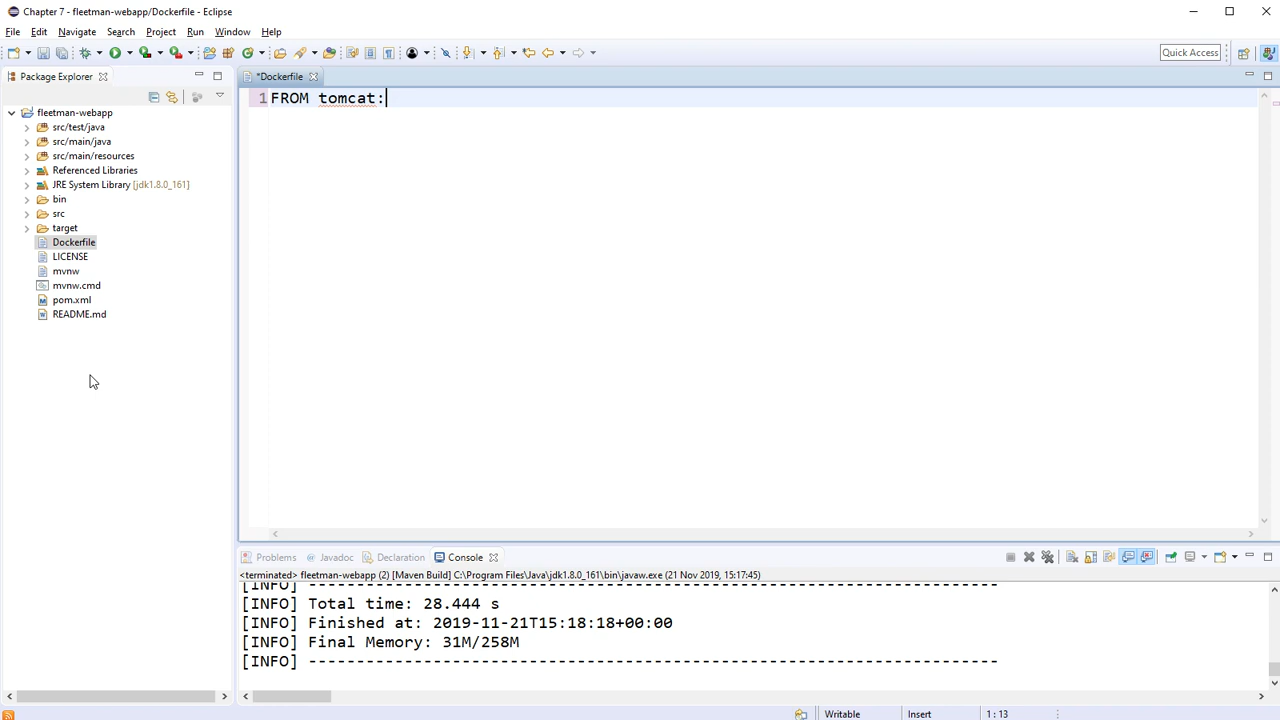 Chapter 7 - fleetman-webapp/Dockerfile - Eclipse
File Edit Navigate Search Project Run Window Help
Quick Access
Package Explorer
fleetman-webapp
src/test/java
src/main/java
src/main/resources
Referenced Libraries
JRE System Library [jdk1.8.0_161]
bin
src
target
Dockerfile
LICENSE
mvnw
mvnw.cmd
pom.xml
README.md
*Dockerfile
1 FROM tomcat:
Problems Javadoc Declaration Console
<terminated> fleetman-webapp (2) [Maven Build] C:\Program Files\Java\jdk1.8.0_161\bin\javaw.exe (21 Nov 2019, 15:17:45)
[INFO] ------------------------------------------------------------------------
[INFO] Total time: 28.444 s
[INFO] Finished at: 2019-11-21T15:18:18+00:00
[INFO] Final Memory: 31M/258M
[INFO] ------------------------------------------------------------------------
Writable Insert 1 : 13